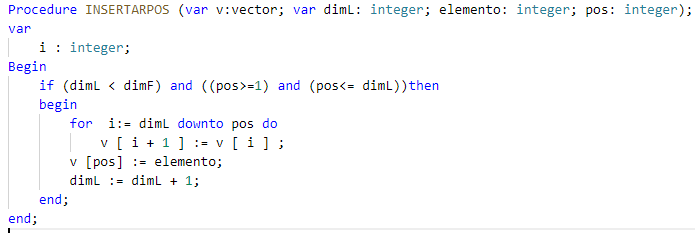 Procedure INSERTARPOS (var v:vector; var dimL: integer; elemento: integer; pos: integer);
var
i : integer;
Begin
if (dimL < dimF) and ((pos>=1) and (pos<= dimL))then
begin
for i:= dimL downto pos do
v [ i + 1 ] := v [ i ] ;
v [pos] := elemento;
dimL := dimL + 1;
end;
end;